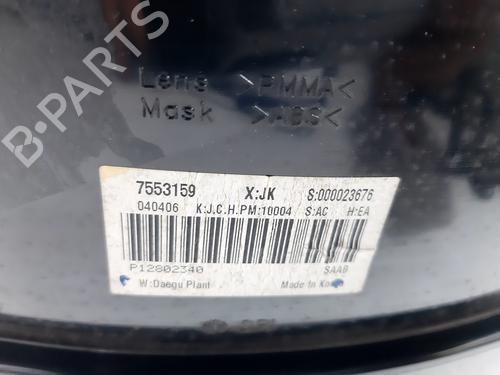 Lens >PMMA<
Mask >ABS<
7553159 X:JK S:000023676
040406 K:J.C.H.PM:10004 S:AC H:EA
P12802340 SAAB
W:Daegu Plant Made in Korea